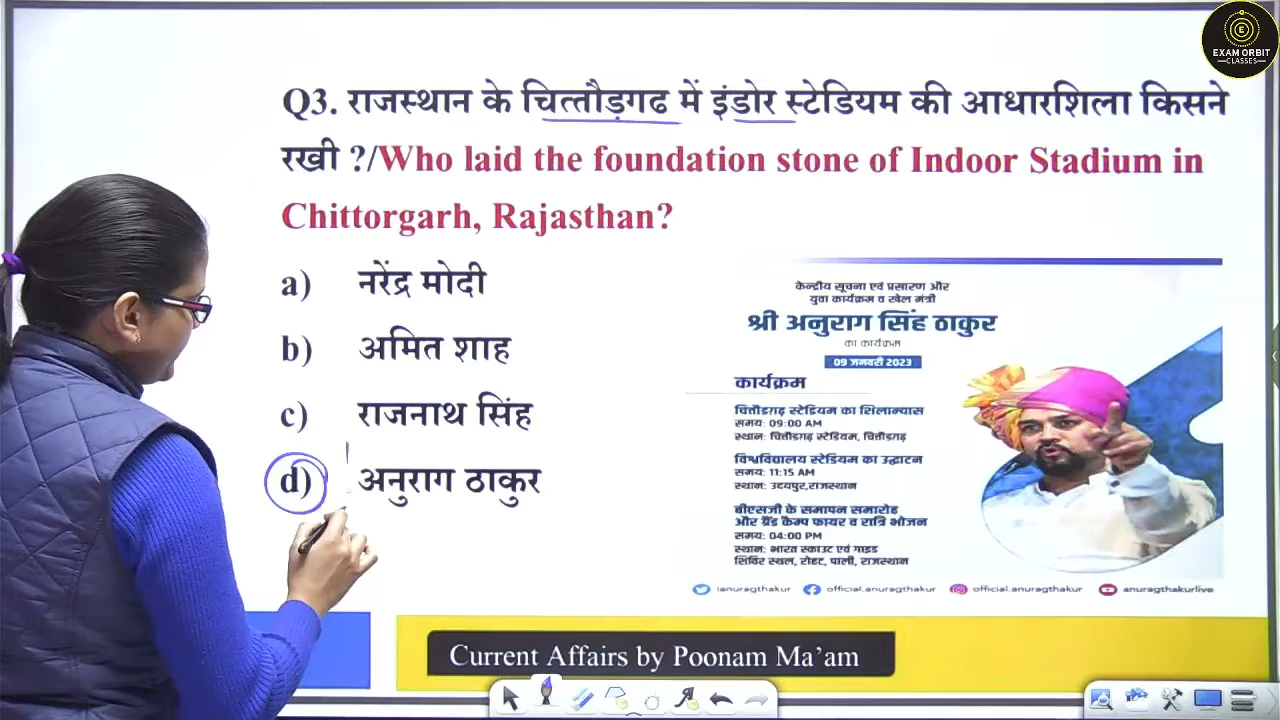 EXAM ORBIT
CLASSES
Q3. राजस्थान के चित्तौड़गढ में इंडोर स्टेडियम की आधारशिला किसने
रखी ?/Who laid the foundation stone of Indoor Stadium in
Chittorgarh, Rajasthan?
a) नरेंद्र मोदी
b) अमित शाह
c) राजनाथ सिंह
d) अनुराग ठाकुर
केन्द्रीय सूचना एवं प्रसारण और
युवा कार्यक्रम व खेल मंत्री
श्री अनुराग सिंह ठाकुर
का कार्यक्रम
09 जनवरी 2023
कार्यक्रम
चित्तौड़गढ़ स्टेडियम का शिलान्यास
समय: 09:00 AM
स्थान: चित्तौड़गढ़ स्टेडियम, चित्तौड़गढ़
विश्वविद्यालय स्टेडियम का उद्घाटन
समय: 11:15 AM
स्थान: उदयपुर,राजस्थान
बीएसजी के समापन समारोह
और ग्रैंड कैम्प फायर व रात्रि भोजन
समय: 04:00 PM
स्थान: भारत स्काउट एवं गाइड
शिविर स्थल, रोहट, पाली, राजस्थान
ianuragthakur official.anuragthakur official.anuragthakur anuragthakurlive
Current Affairs by Poonam Ma'am